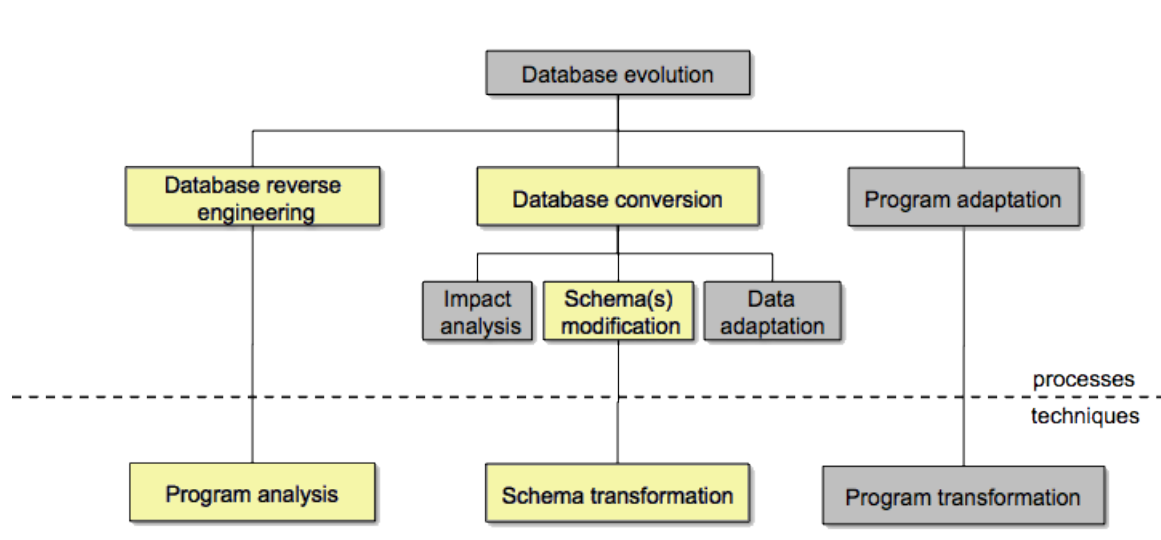 Database evolution
Database reverse
engineering
Database conversion
Program adaptation
Impact
analysis
Schema(s)
modification
Data
adaptation
processes
techniques
Program analysis
Schema transformation
Program transformation